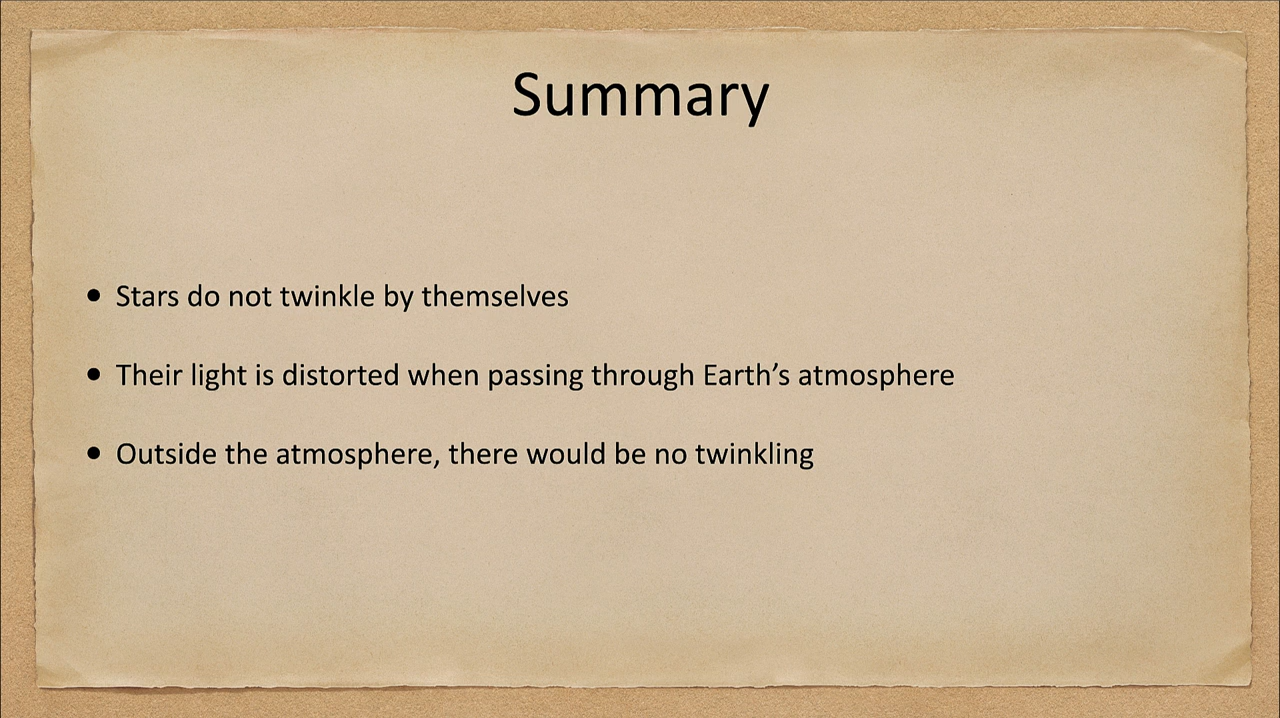 Summary
• Stars do not twinkle by themselves
• Their light is distorted when passing through Earth’s atmosphere
• Outside the atmosphere, there would be no twinkling